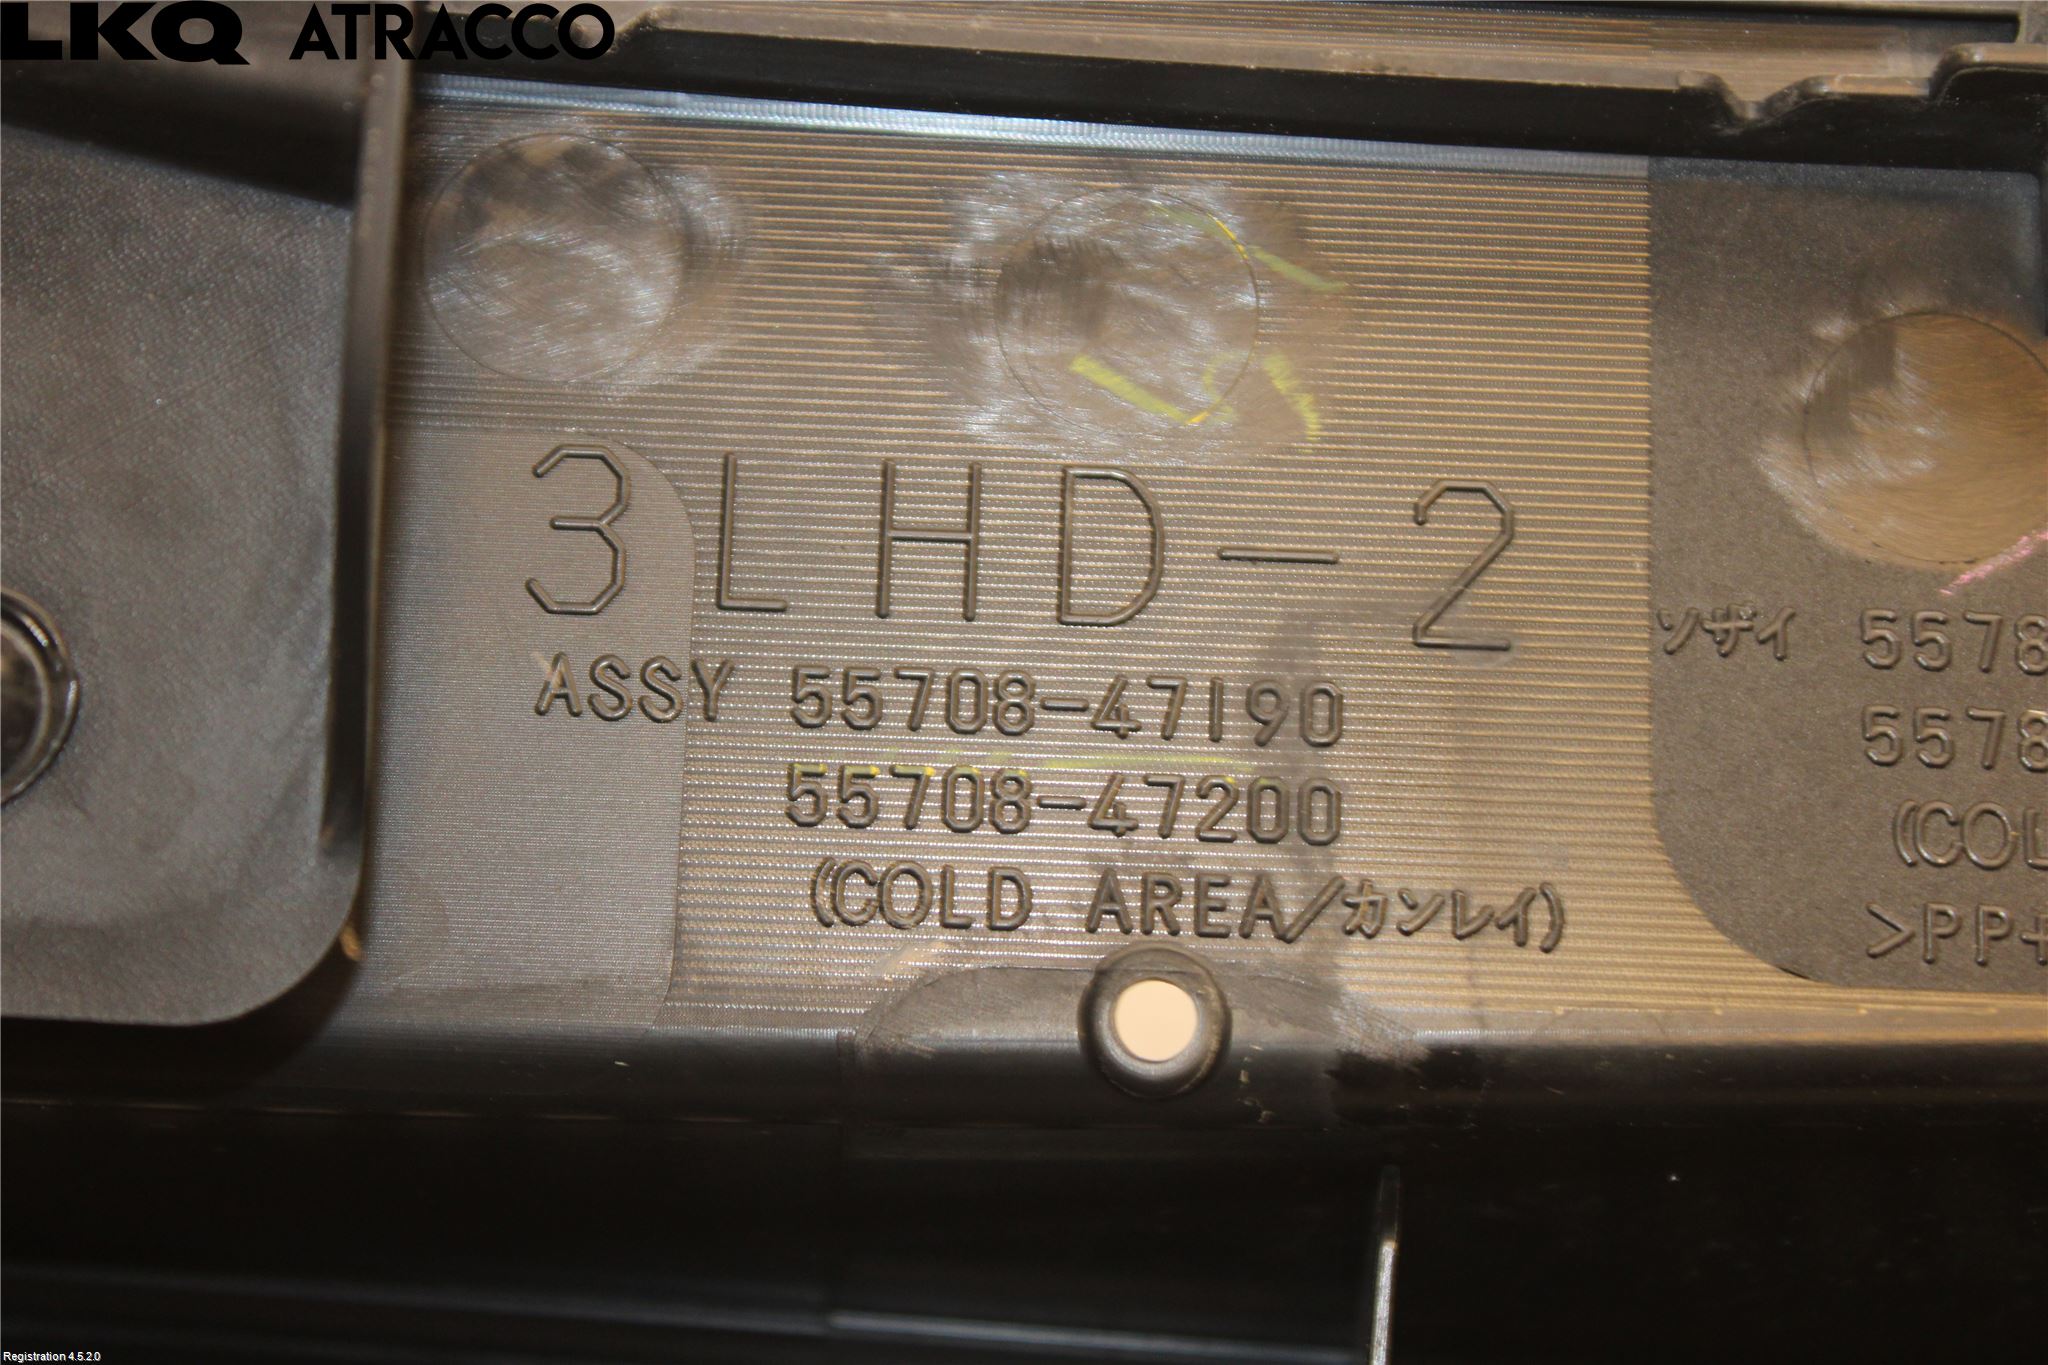 LKQ ATRACCO
3LHD-2
ASSY 55708-47190
55708-47200
(COLD AREA/カンレイ)
ソザイ 5578
5578
(COL
>PP+
Registration 4.5.2.0